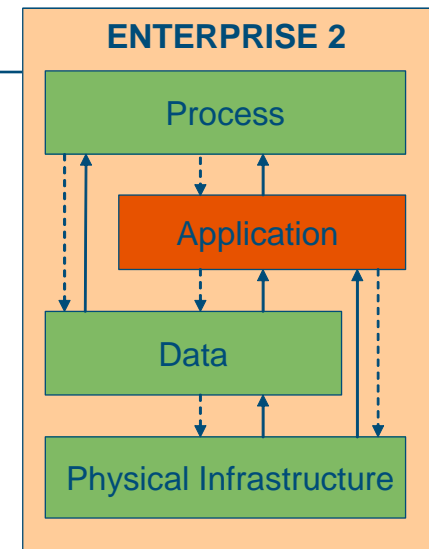 ENTERPRISE 2
Process
Application
Data
Physical Infrastructure